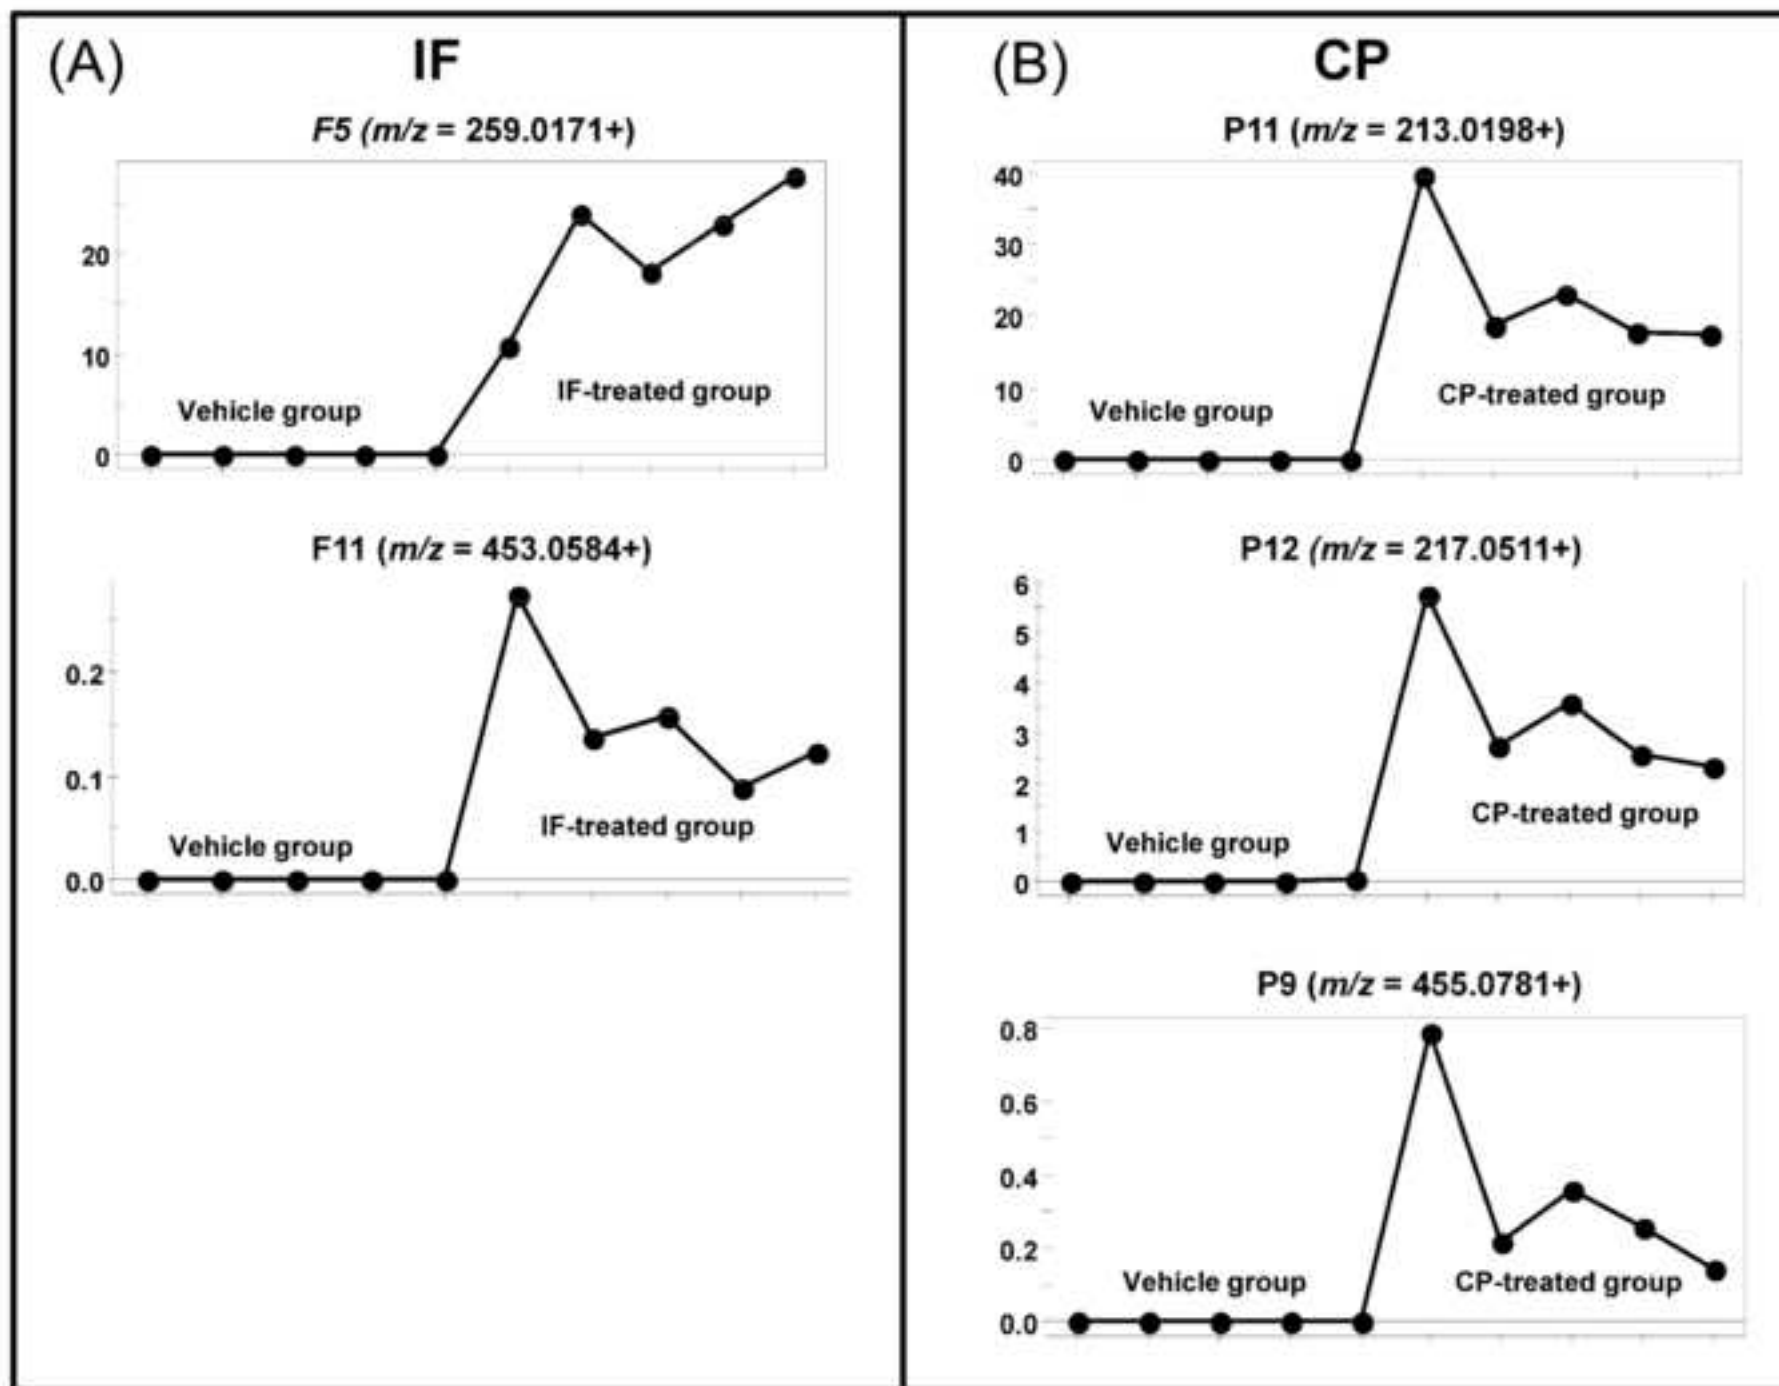 (A) IF
F5 (m/z = 259.0171+)
20
10
0
Vehicle group
IF-treated group
F11 (m/z = 453.0584+)
0.2
0.1
0.0
Vehicle group
IF-treated group
(B) CP
P11 (m/z = 213.0198+)
40
30
20
10
0
Vehicle group
CP-treated group
P12 (m/z = 217.0511+)
6
5
4
3
2
1
0
Vehicle group
CP-treated group
P9 (m/z = 455.0781+)
0.8
0.6
0.4
0.2
0.0
Vehicle group
CP-treated group